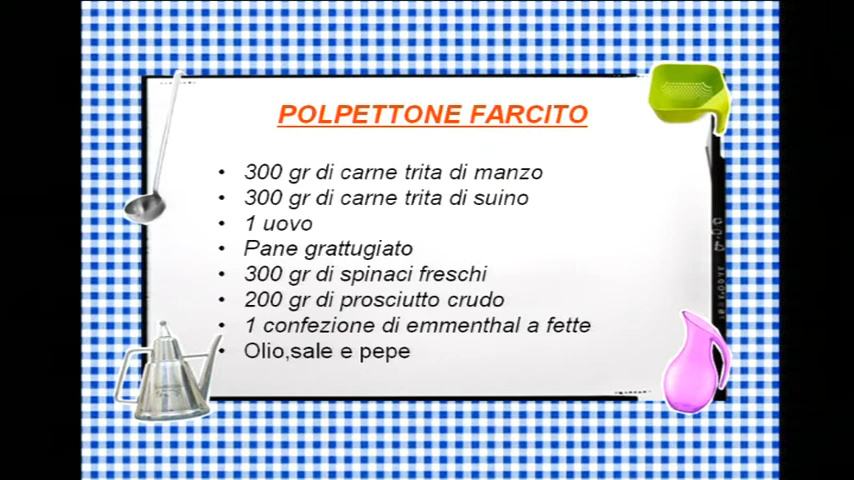 POLPETTONE FARCITO
• 300 gr di carne trita di manzo
• 300 gr di carne trita di suino
• 1 uovo
• Pane grattugiato
• 300 gr di spinaci freschi
• 200 gr di prosciutto crudo
• 1 confezione di emmenthal a fette
• Olio,sale e pepe